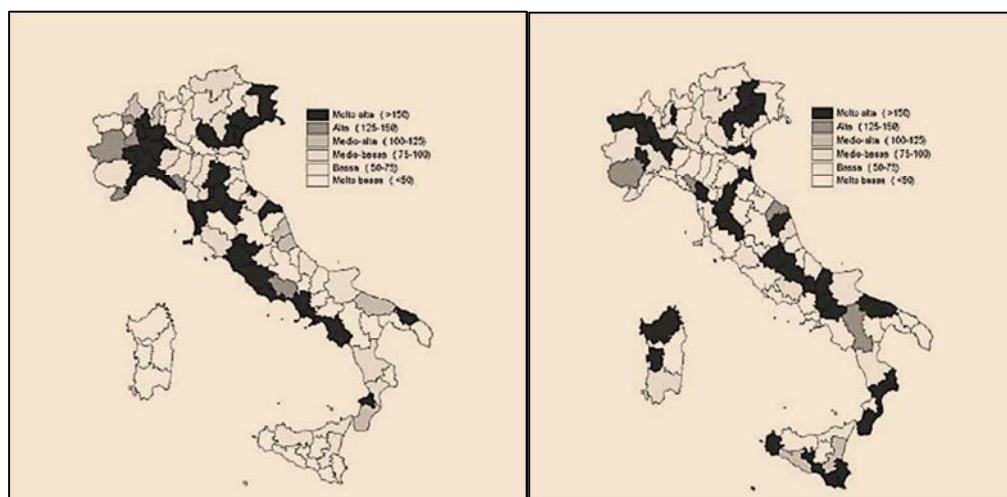 Molto alta (>150)
Alta (125-150)
Medio-alta (100-125)
Medio-bassa (75-100)
Bassa (50-75)
Molto bassa (<50)
Molto alta (>150)
Alta (125-150)
Medio-alta (100-125)
Medio-bassa (75-100)
Bassa (50-75)
Molto bassa (<50)